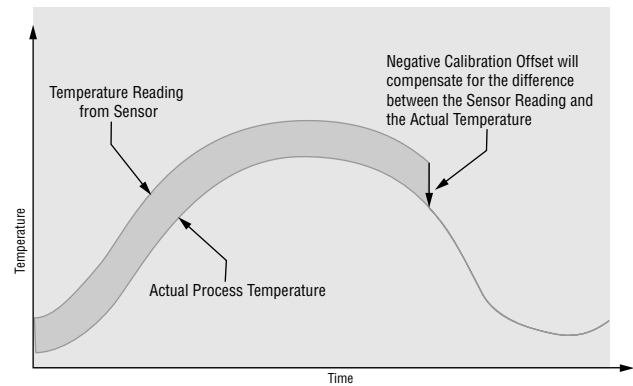 Negative Calibration Offset will
compensate for the difference
between the Sensor Reading and
the Actual Temperature
Temperature Reading
from Sensor
Actual Process Temperature
Temperature
Time